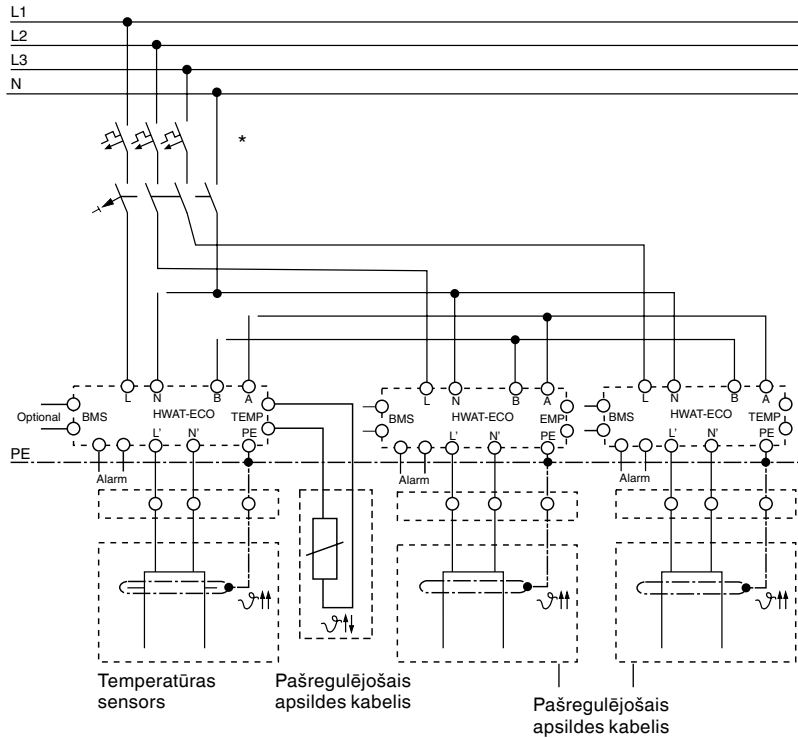 L1
L2
L3
N
*
L N B A
Optional BMS HWAT-ECO TEMP
L' N' PE
Alarm
L N B A
BMS HWAT-ECO EMP
L' N' PE
Alarm
L N B A
BMS HWAT-ECO TEMP
L' N' PE
Alarm
PE
ϑ
ϑ
ϑ
ϑ
Temperatūras
sensors
Pašregulējošais
apsildes kabelis
Pašregulējošais
apsildes kabelis